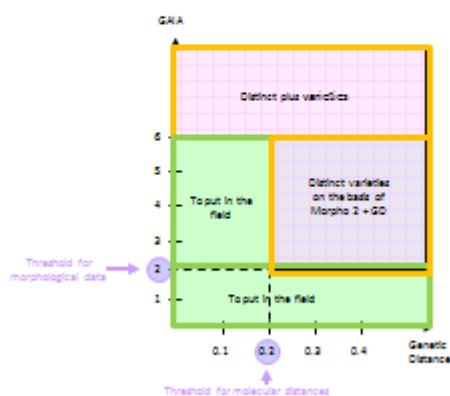 GAIA
Distinct plus varieties
6
5
4
3
2
1
To put in the
field
Distinct varieties
on the basis of
Morpho 2 + GD
Threshold for
morphological data
To put in the field
0.1
0.2
0.3
0.4
Genetic
Distance
Threshold for molecular distances